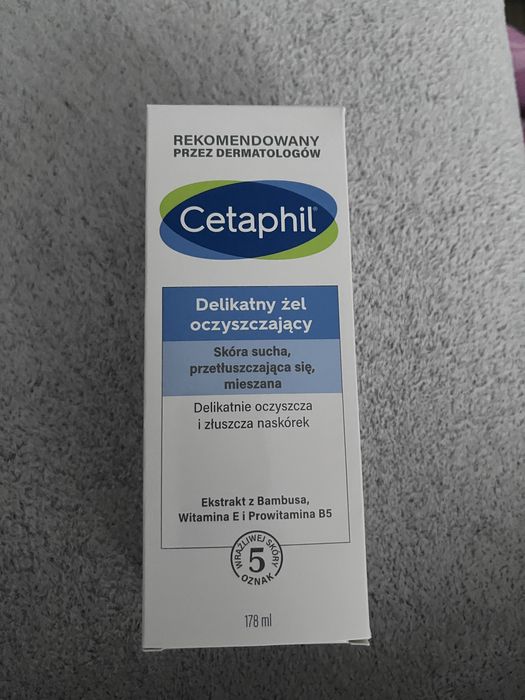 REKOMENDOWANY
PRZEZ DERMATOLOGÓW
Cetaphil®
Delikatny żel
oczyszczający
Skóra sucha,
przetłuszczająca się,
mieszana
Delikatnie oczyszcza
i złuszcza naskórek
Ekstrakt z Bambusa,
Witamina E i Prowitamina B5
WRAŻLIWEJ SKÓRY
5
OZNAK
178 ml